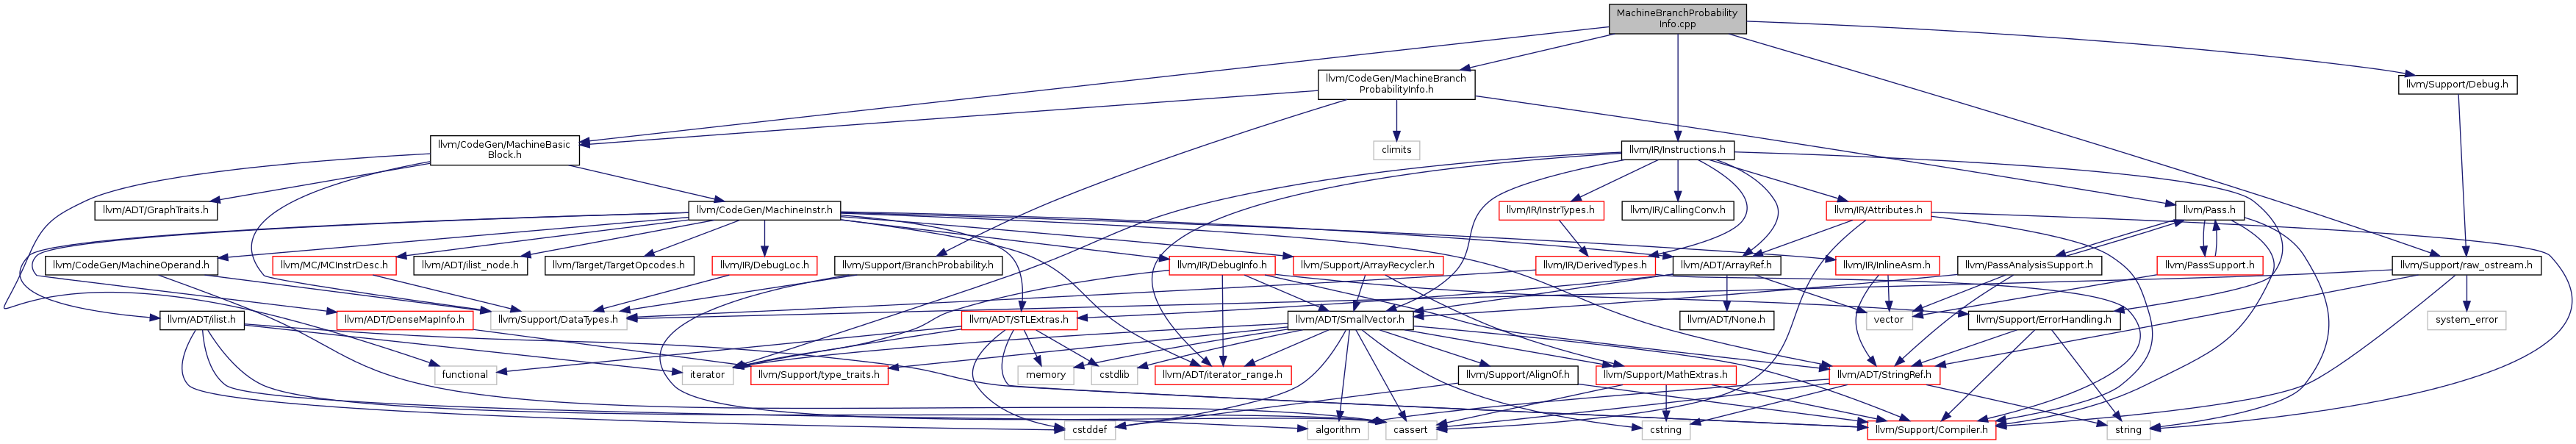 MachineBranchProbability
Info.cpp
llvm/CodeGen/MachineBranch
ProbabilityInfo.h
llvm/Support/Debug.h
llvm/CodeGen/MachineBasic
Block.h
climits
llvm/IR/Instructions.h
llvm/ADT/GraphTraits.h
llvm/CodeGen/MachineInstr.h
llvm/IR/InstrTypes.h
llvm/IR/CallingConv.h
llvm/IR/Attributes.h
llvm/Pass.h
llvm/CodeGen/MachineOperand.h
llvm/MC/MCInstrDesc.h
llvm/ADT/ilist_node.h
llvm/Target/TargetOpcodes.h
llvm/IR/DebugLoc.h
llvm/Support/BranchProbability.h
llvm/IR/DebugInfo.h
llvm/Support/ArrayRecycler.h
llvm/IR/DerivedTypes.h
llvm/ADT/ArrayRef.h
llvm/IR/InlineAsm.h
llvm/PassAnalysisSupport.h
llvm/PassSupport.h
llvm/Support/raw_ostream.h
llvm/ADT/ilist.h
llvm/ADT/DenseMapInfo.h
llvm/Support/DataTypes.h
llvm/ADT/STLExtras.h
llvm/ADT/SmallVector.h
llvm/ADT/None.h
vector
llvm/Support/ErrorHandling.h
system_error
functional
iterator
llvm/Support/type_traits.h
memory
cstdlib
llvm/ADT/iterator_range.h
llvm/Support/AlignOf.h
llvm/Support/MathExtras.h
llvm/ADT/StringRef.h
cstddef
algorithm
cassert
cstring
llvm/Support/Compiler.h
string